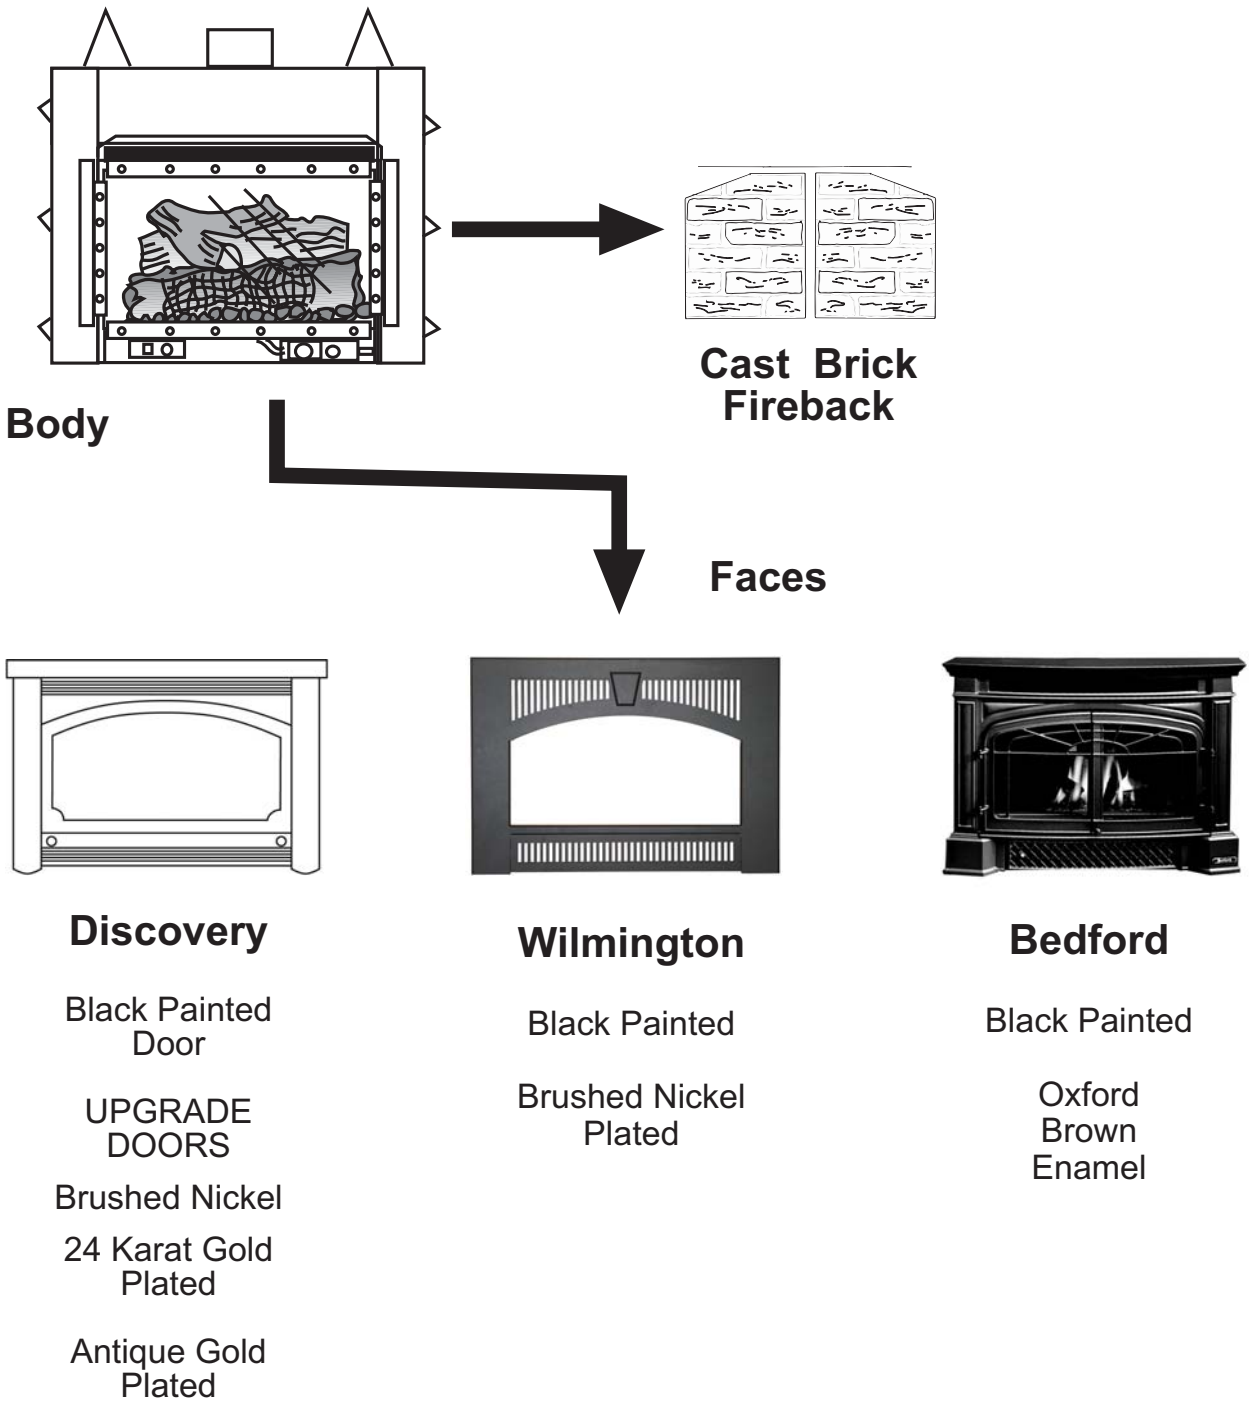 Cast Brick
Fireback
Body
Faces
Discovery
Black Painted
Door
UPGRADE
DOORS
Brushed Nickel
24 Karat Gold
Plated
Antique Gold
Plated
Wilmington
Black Painted
Brushed Nickel
Plated
Bedford
Black Painted
Oxford
Brown
Enamel